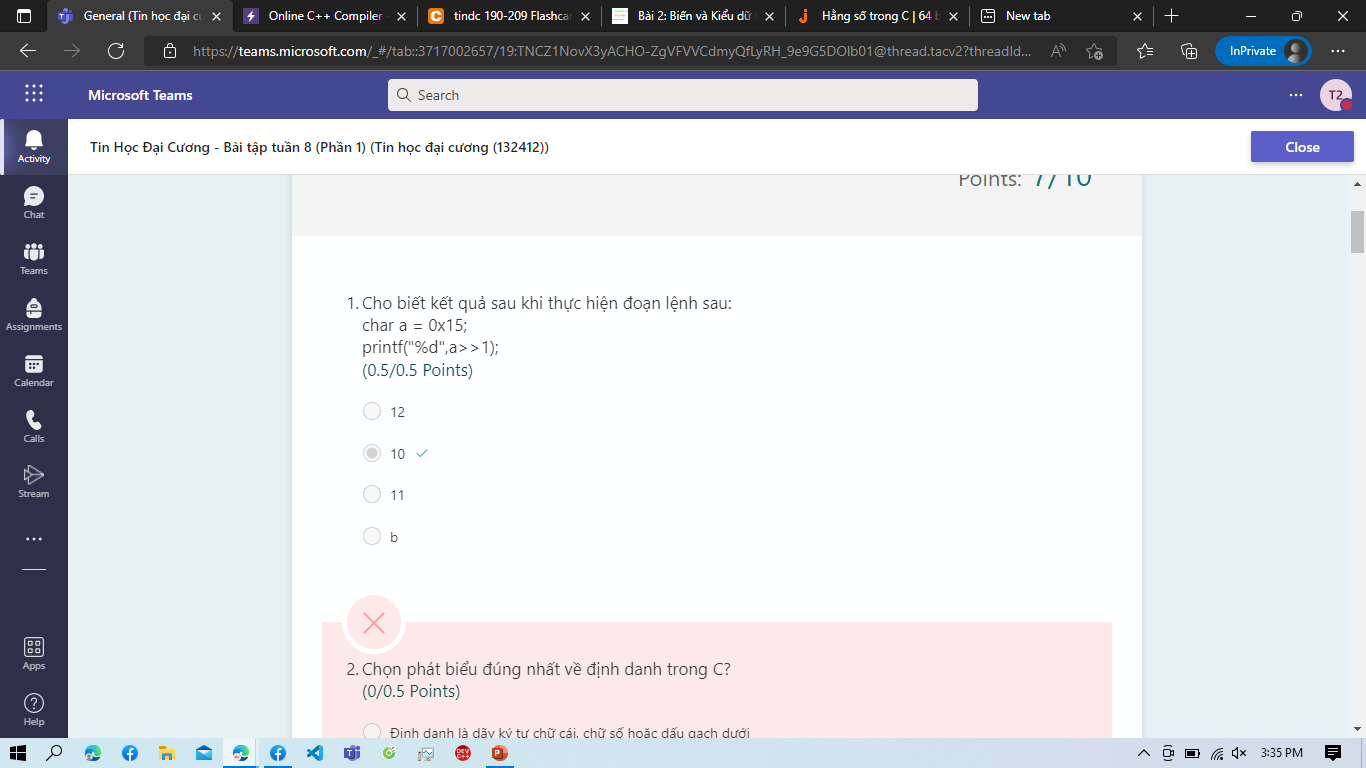 General (Tin học đại cư
Online C++ Compiler
tindc 190-209 Flashcar
Bài 2: Biến và Kiểu dữ
Hằng số trong C | 64 b
New tab
https://teams.microsoft.com/_#/tab::3717002657/19:TNCZ1NovX3yACHO-ZgVFVVCdmyQfLyRH_9e9G5DOIb01@thread.tacv2?threadId...
InPrivate
Microsoft Teams
Search
T2
Activity
Chat
Teams
Assignments
Calendar
Calls
Stream
Apps
Help
Tin Học Đại Cương - Bài tập tuần 8 (Phần 1) (Tin học đại cương (132412))
Close
Points: 7/10
1. Cho biết kết quả sau khi thực hiện đoạn lệnh sau:
char a = 0x15;
printf("%d",a>>1);
(0.5/0.5 Points)
12
10
11
b
2. Chọn phát biểu đúng nhất về định danh trong C?
(0/0.5 Points)
Định danh là dãy ký tự chữ cái, chữ số hoặc dấu gạch dưới
3:35 PM